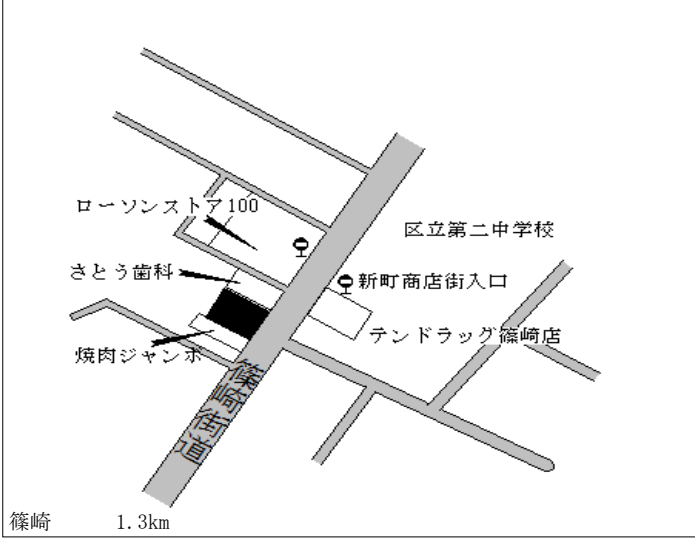 ローソンストア100
区立第二中学校
さとう歯科
新町商店街入口
テンドラッグ篠崎店
焼肉ジャンボ
篠崎街道
篠崎 1.3km